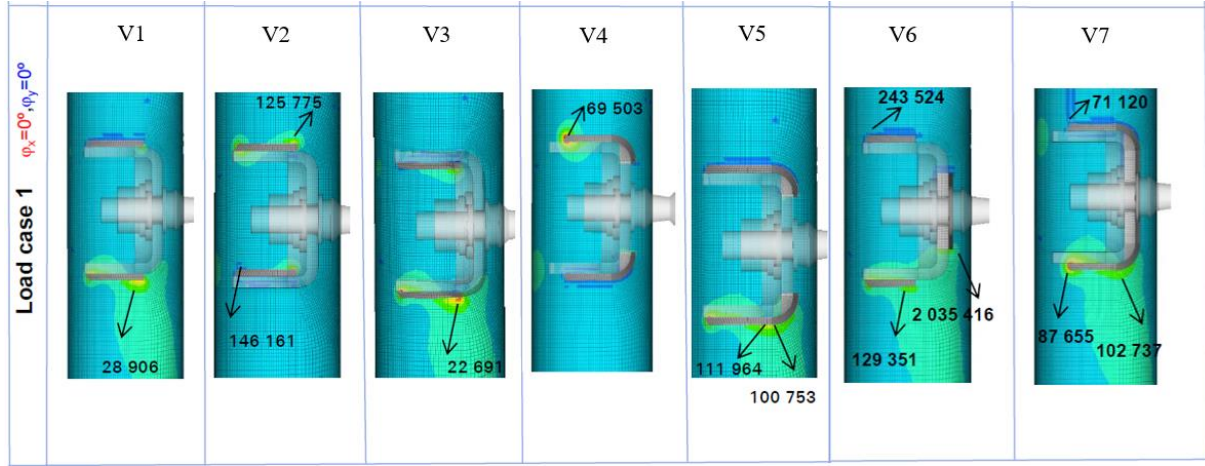 V1
V2
V3
V4
V5
V6
V7
Load case 1
φx=0°,φy=0°
28 906
125 775
146 161
22 691
69 503
111 964
100 753
243 524
2 035 416
129 351
71 120
87 655
102 737